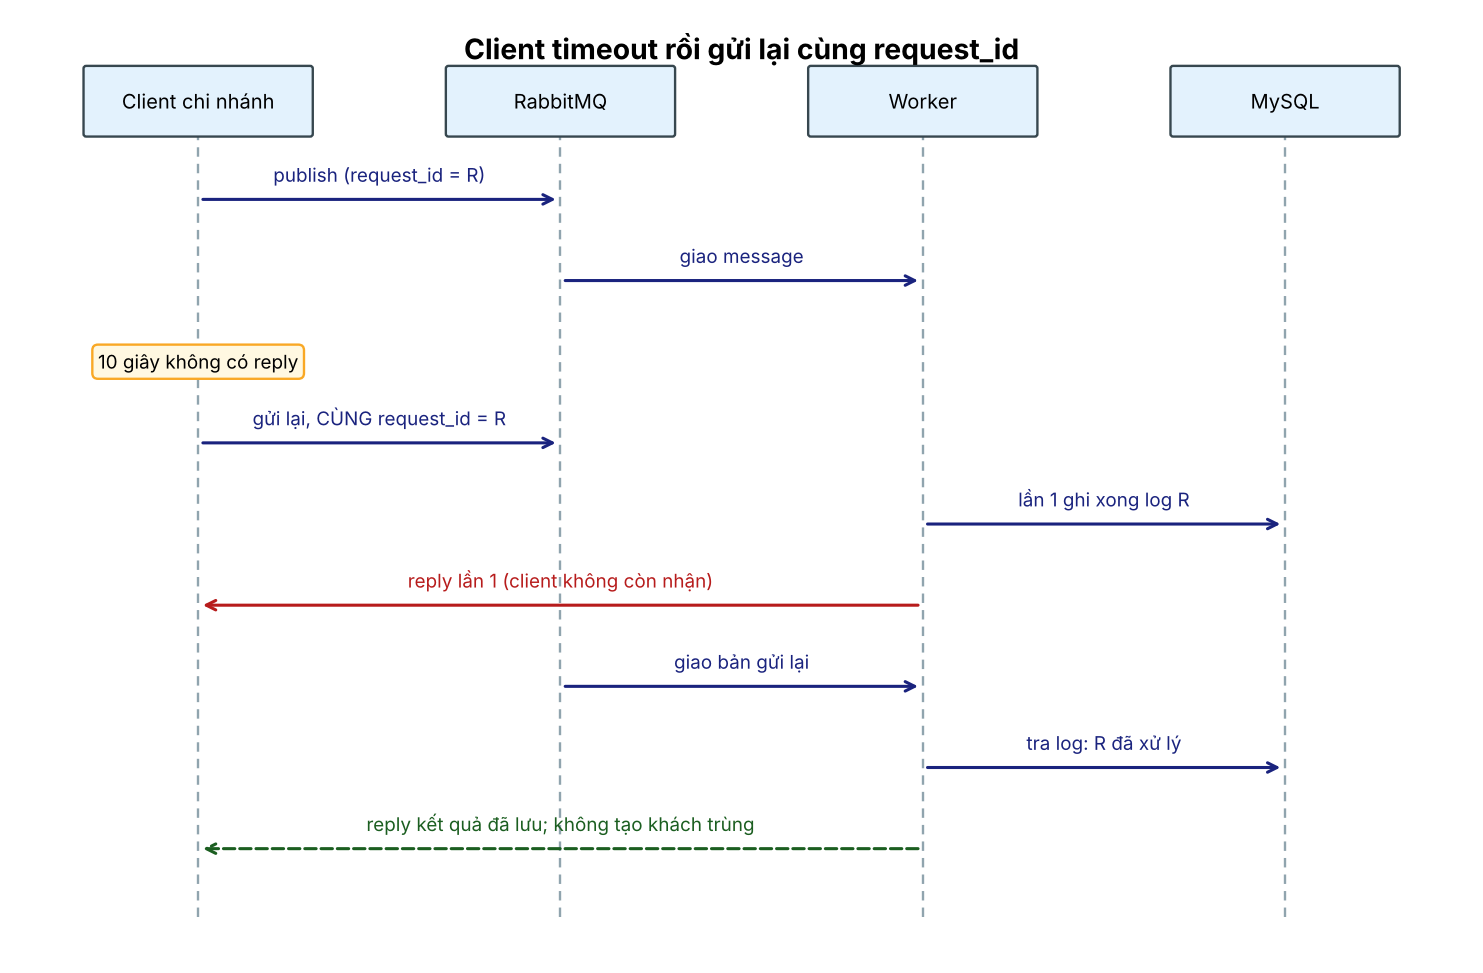 Client timeout rồi gửi lại cùng request_id
Client chi nhánh
RabbitMQ
Worker
MySQL
publish (request_id = R)
giao message
10 giây không có reply
gửi lại, CÙNG request_id = R
lần 1 ghi xong log R
reply lần 1 (client không còn nhận)
giao bản gửi lại
tra log: R đã xử lý
reply kết quả đã lưu; không tạo khách trùng